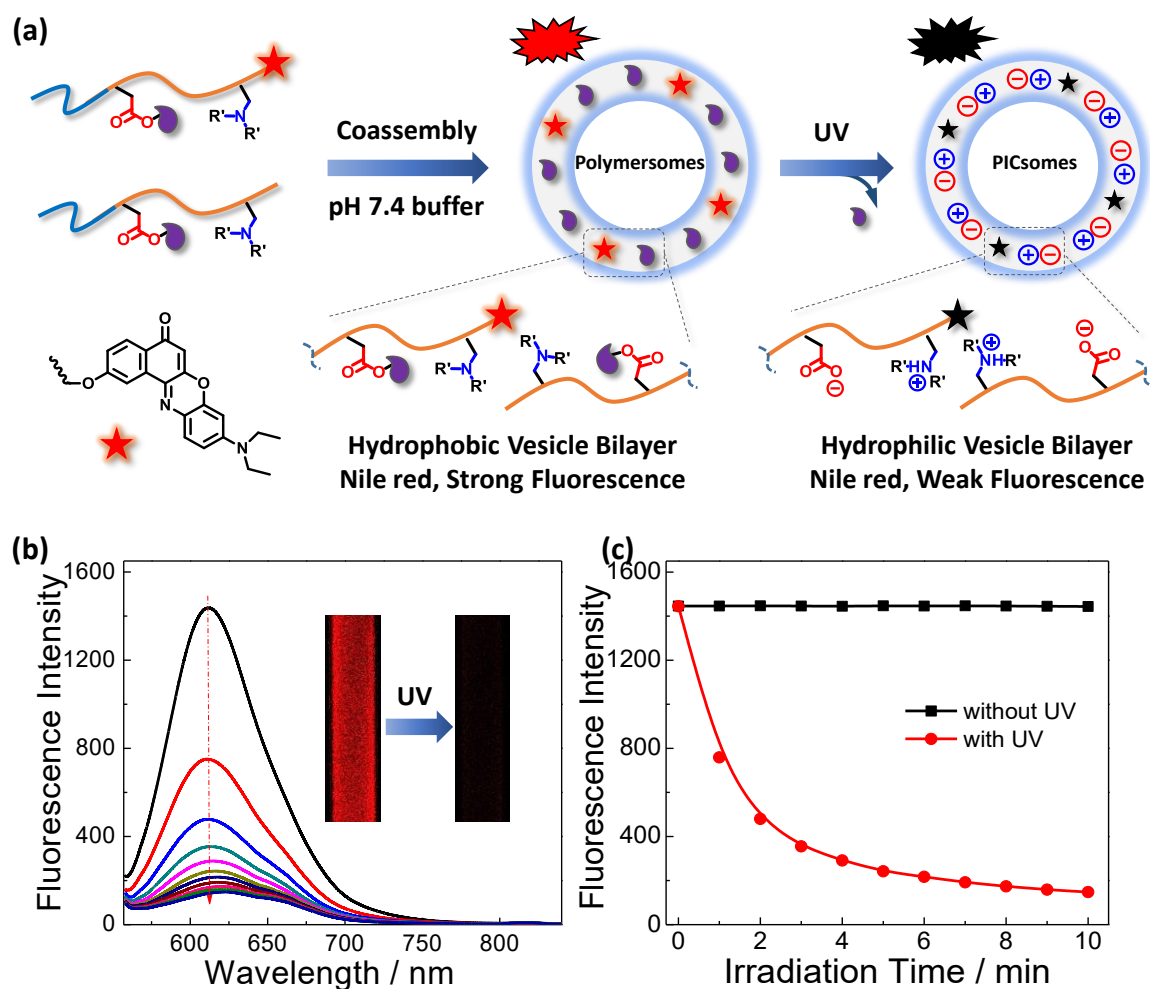 (a)
R'
N
R'
O
O
Coassembly
pH 7.4 buffer
Polymersomes
UV
PICsomes
R'
N
R'
O
O
O
O
N
O
N
O
O
R'
N
R'
N
R'
R'
O
O
Hydrophobic Vesicle Bilayer
Nile red, Strong Fluorescence
O
O
R'
HN
R'
R'
NH
R'
O
O
Hydrophilic Vesicle Bilayer
Nile red, Weak Fluorescence
(b)
Fluorescence Intensity
1600
1200
800
400
0
600 650 700 750 800
Wavelength / nm
UV
(c)
Fluorescence Intensity
1600
1200
800
400
0
0 2 4 6 8 10
Irradiation Time / min
without UV
with UV